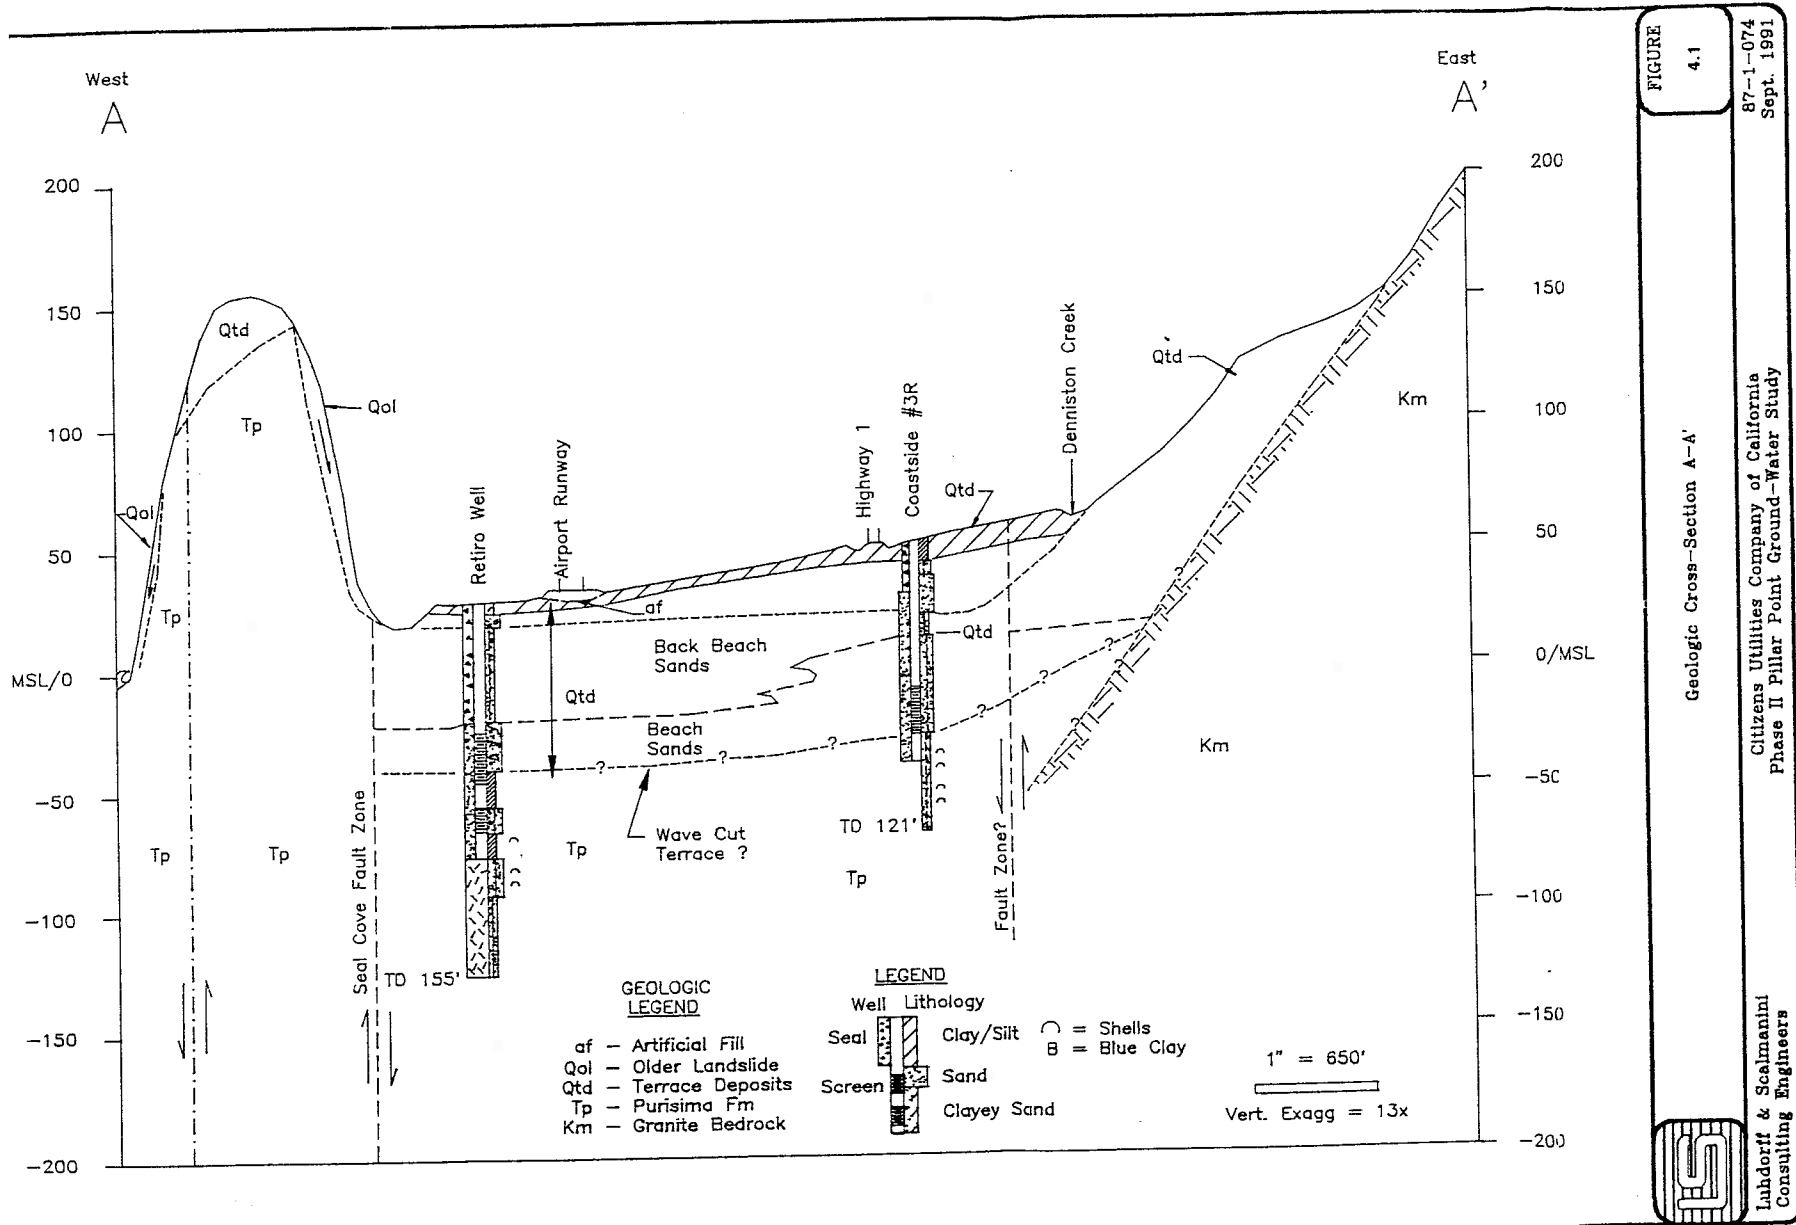 West
A
East
A'
200
150
100
50
MSL/0
-50
-100
-150
-200
200
150
100
50
0/MSL
-50
-100
-150
-200
Qtd
Qol
Tp
Qol
Tp
Tp
Tp
Seal Cove Fault Zone
TD 155'
Retiro Well
Airport Runway
af
Qtd
Back Beach
Sands
Beach
Sands
?
?
?
?
?
?
?
?
?
?
Wave Cut
Terrace ?
Tp
Tp
Highway 1
Coastside #3R
Qtd
Denniston Creek
Qtd
Qtd
TD 121'
Fault Zone?
Km
Km
GEOLOGIC
LEGEND
af - Artificial Fill
Qol - Older Landslide
Qtd - Terrace Deposits
Tp - Purisima Fm
Km - Granite Bedrock
LEGEND
Well Lithology
Seal
Clay/Silt
Screen
Sand
Clayey Sand
= Shells
B = Blue Clay
1" = 650'
Vert. Exagg = 13x
FIGURE
4.1
Geologic Cross-Section A-A'
87-1-074
Sept. 1991
Citizens Utilities Company of California
Phase II Pillar Point Ground-Water Study
Luhdorff & Scalmanini
Consulting Engineers
LS